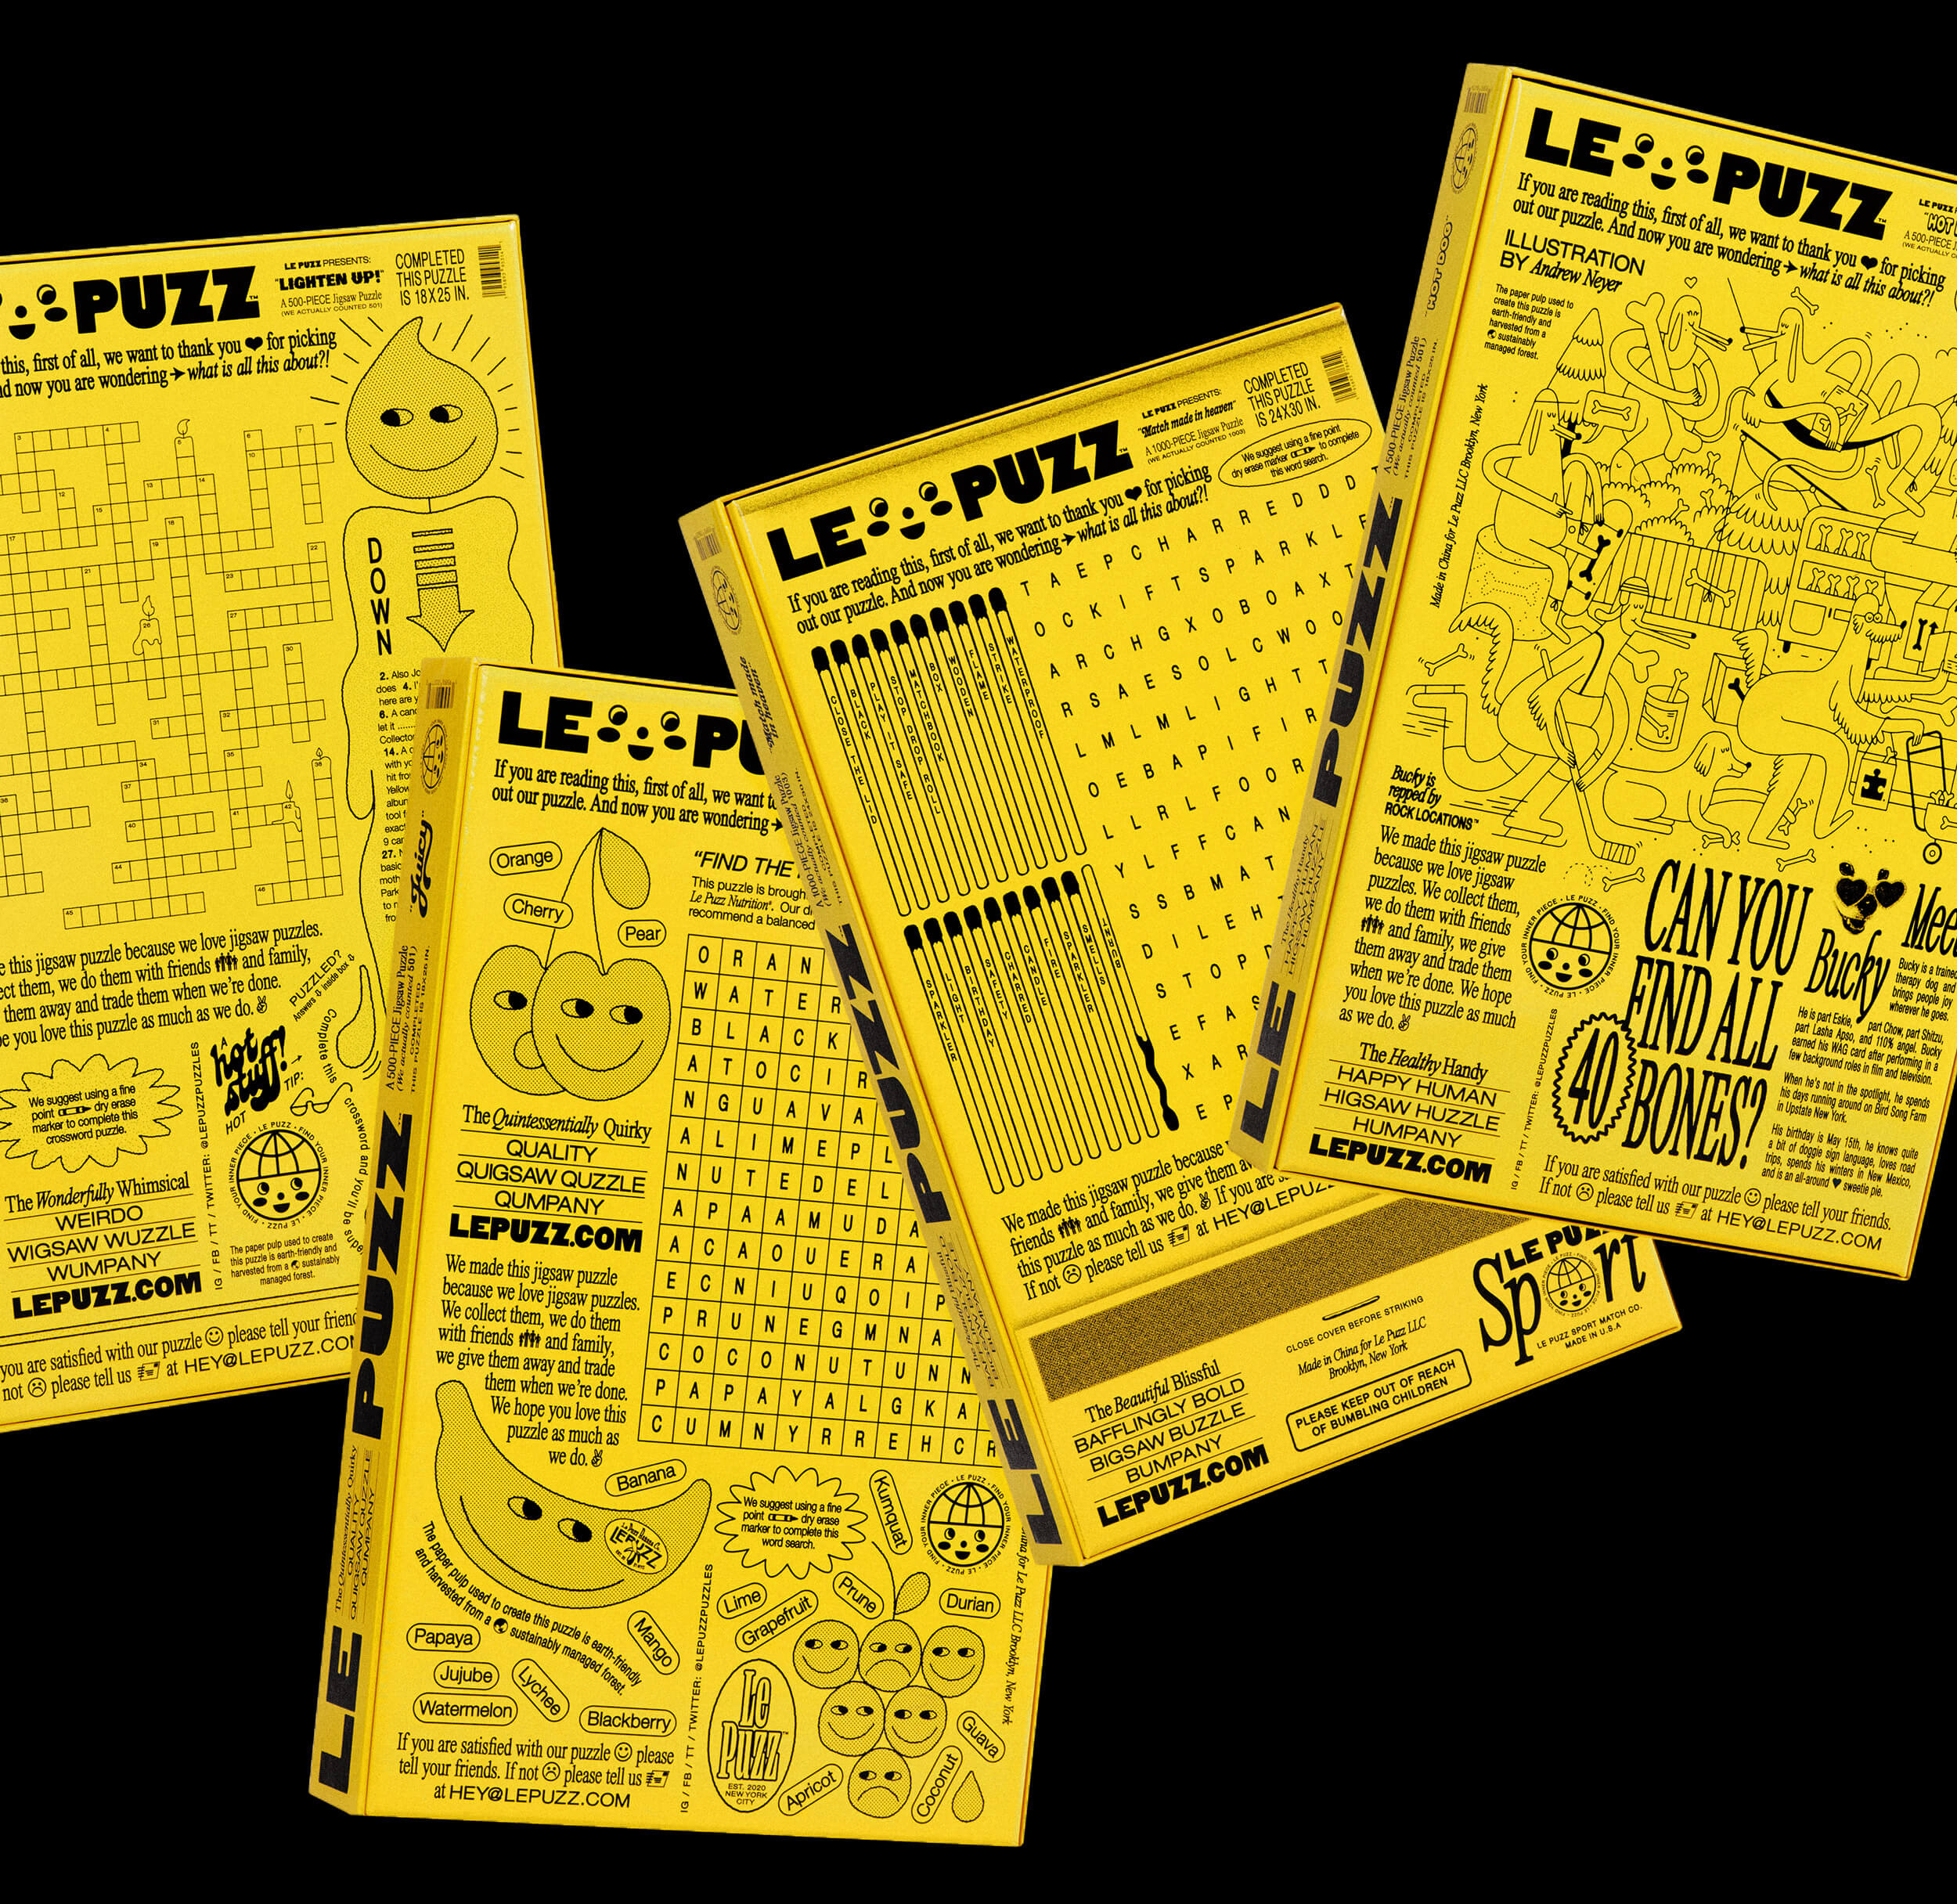 PUZZ™
LE PUZZ PRESENTS:
"LIGHTEN UP!"
A 500-PIECE Jigsaw Puzzle
(WE ACTUALLY COUNTED 501)
COMPLETED
THIS PUZZLE
IS 18X25 IN.
this, first of all, we want to thank you for picking
now you are wondering what is all this about?!
DOWN
2. Also
does 4.
here are
let it
14. A
27.
this jigsaw puzzle because we love jigsaw puzzles.
them, we do them with friends and family,
them away and trade them when we're done.
you love this puzzle as much as we do.
PUZZLED?
Answers inside box
We suggest using a fine
point dry erase
marker to complete this
crossword puzzle.
A hot stuff!
HOT TIP:
Complete this crossword and you'll be
FIND YOUR INNER PIECE • LE PUZZ •
The Wonderfully Whimsical
WEIRDO
WIGSAW WUZZLE
WUMPANY
LEPUZZ.COM
IG / FB / TT / TWITTER: @LEPUZZPUZZLES
The paper pulp used to create
this puzzle is earth-friendly and
harvested from a sustainably
managed forest.
you are satisfied with our puzzle please tell your
not please tell us at HEY@LEPUZZ.CO
LE PUZZ
"Juicy"
A 500-PIECE Jigsaw Puzzle
(We actually counted 501)
THIS PUZZLE IS 18X25 IN.
The Quintessentially Quirky
QUALITY
QUIGSAW QUZZLE
QUMPANY
LE PU
If you are reading this, first of all, we want
out our puzzle. And now you are wondering
Orange
Cherry
Pear
"FIND THE
This puzzle is
Le Puzz Nutrition®. Our
recommend a balanced
O R A N
W A T E R
B L A C K
A T O C I R
N G U A V A
A L I M E P L
N U T E D E L
A P A A M U D A
A C A O U E R A
E C N I U Q O I P
P R U N E G M N A
C O C O N U T U N N
P A P A Y A L G K A
C U M N Y R R E H C R
The Quintessentially Quirky
QUALITY
QUIGSAW QUZZLE
QUMPANY
LEPUZZ.COM
We made this jigsaw puzzle
because we love jigsaw puzzles.
We collect them, we do them
with friends and family,
we give them away and trade
them when we're done.
We hope you love this
puzzle as much as
we do.
Banana
LEPUZZ
The paper pulp used to create this puzzle is earth-friendly
and harvested from a sustainably managed forest.
We suggest using a fine
point dry erase
marker to complete this
word search.
Kumquat
FIND YOUR INNER PIECE • LE PUZZ •
Lime
Grapefruit
Prune
Durian
Papaya
Mango
Jujube
Lychee
Watermelon
Blackberry
Guava
Coconut
Apricot
IG / FB / TT / TWITTER: @LEPUZZPUZZLES
Le
Puzz™
EST. 2020
NEW YORK
CITY
for Le Puzz LLC Brooklyn, New York
If you are satisfied with our puzzle please
tell your friends. If not please tell us
at HEY@LEPUZZ.COM
LE PUZZ
"Match made
in heaven"
LE PUZZ™
LE PUZZ PRESENTS:
"Match made in heaven"
A 1000-PIECE Jigsaw Puzzle
(WE ACTUALLY COUNTED 1003)
COMPLETED
THIS PUZZLE
IS 24X30 IN.
We suggest using a fine point
dry erase marker to complete
this word search.
If you are reading this, first of all, we want to thank you for picking
out our puzzle. And now you are wondering what is all this about?!
CLOSE THE LID
BLACK
PLAY IT SAFE
STOP DROP ROLL
MATCHBOOK
BOX
WOODEN
FLAME
STRIKE
WATERPROOF
T A E P C H A R R E D D D
O C K I F T S P A R K L
A R C H G X O B O A X T
R S A E S O L C W O O
L M L M L I G H T T
O E B A P I F I R
L L R L F O O R
Y L F F C A N
S S B M A T
D I L E H
S T O P
E F A S
X A R
E P
SPARKLER
LIGHT
BIRTHDAY
SAFETY
CHARRED
CANDLE
FIRE
SPARKLER
SMELLS
BURNT
We made this jigsaw puzzle because
friends and family, we give them
this puzzle as much as we do. If you are
If not please tell us at HEY@LEPUZZ
CLOSE COVER BEFORE STRIKING
Made in China for Le Puzz LLC
Brooklyn, New York
PLEASE KEEP OUT OF REACH
OF BUMBLING CHILDREN
The Beautiful Blissful
BAFFLINGLY BOLD
BIGSAW BUZZLE
BUMPANY
LEPUZZ.COM
LE PUZZ
Sport
LE PUZZ SPORT MATCH CO.
MADE IN U.S.A
LE PUZZ
"HOT DOG"
A 500-PIECE Jigsaw Puzzle
(We actually counted 501)
The Healthy Handy
HAPPY HUMAN
HIGSAW HUZZLE
HUMPANY
LE PUZZ™
LE PUZZ
"HOT
A 500-PIECE
(WE ACTUALLY
If you are reading this, first of all, we want to thank you for picking
out our puzzle. And now you are wondering what is all this about?!
ILLUSTRATION
BY Andrew Neyer
The paper pulp used to
create this puzzle is
earth-friendly and
harvested from a
sustainably
managed forest.
Made in China for Le Puzz LLC Brooklyn, New York
Bucky is
repped by
ROCK LOCATIONS™
We made this jigsaw puzzle
because we love jigsaw
puzzles. We collect them,
we do them with friends
and family, we give
them away and trade them
when we're done. We hope
you love this puzzle as much
as we do.
FIND YOUR INNER PIECE • LE PUZZ •
CAN YOU
FIND ALL
40 BONES?
Meet
Bucky
Bucky is a trained
therapy dog and
brings people joy
wherever he goes.
He is part Eskie, part Chow, part Shitzu,
part Lasha Apso, and 110% angel. Bucky
earned his WAG card after performing in a
few background roles in film and television.
When he's not in the spotlight, he spends
his days running around on Bird Song Farm
in Upstate New York.
His birthday is May 15th, he knows quite
a bit of doggie sign language, loves road
trips, spends his winters in New Mexico,
and is an all-around sweetie pie.
The Healthy Handy
HAPPY HUMAN
HIGSAW HUZZLE
HUMPANY
LEPUZZ.COM
IG / FB / TT / TWITTER: @LEPUZZPUZZLES
If you are satisfied with our puzzle please tell your friends.
If not please tell us at HEY@LEPUZZ.COM